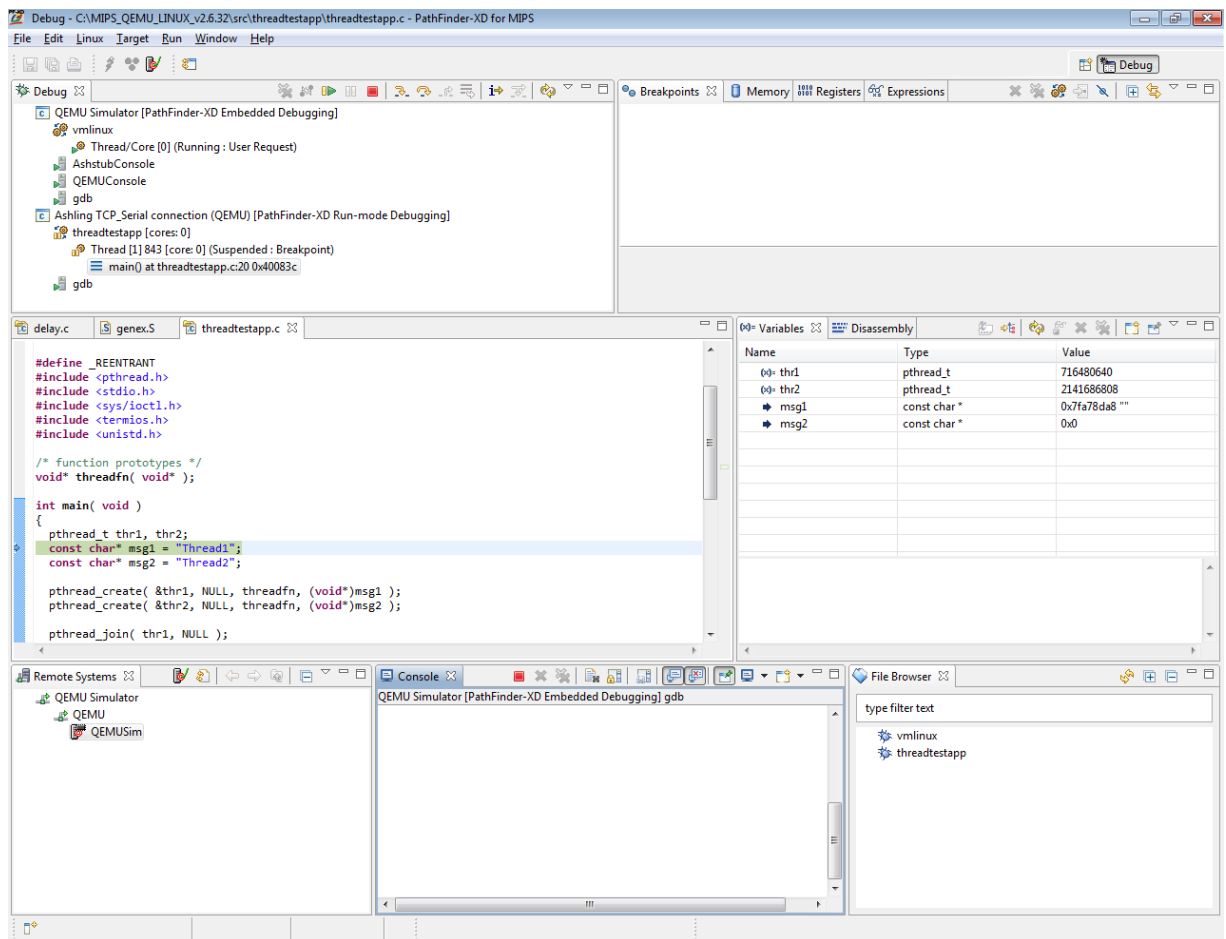 Debug - C:\MIPS_QEMU_LINUX_v2.6.32\src\threadtestapp\threadtestapp.c - PathFinder-XD for MIPS
File Edit Linux Target Run Window Help
Debug
Debug
QEMU Simulator [PathFinder-XD Embedded Debugging]
vmlinux
Thread/Core [0] (Running : User Request)
AshstubConsole
QEMUConsole
gdb
Ashling TCP_Serial connection (QEMU) [PathFinder-XD Run-mode Debugging]
threadtestapp [cores: 0]
Thread [1] 843 [core: 0] (Suspended : Breakpoint)
main() at threadtestapp.c:20 0x40083c
gdb
Breakpoints Memory Registers Expressions
delay.c genex.S threadtestapp.c
#define _REENTRANT
#include <pthread.h>
#include <stdio.h>
#include <sys/ioctl.h>
#include <termios.h>
#include <unistd.h>
/* function prototypes */
void* threadfn( void* );
int main( void )
{
pthread_t thr1, thr2;
const char* msg1 = "Thread1";
const char* msg2 = "Thread2";
pthread_create( &thr1, NULL, threadfn, (void*)msg1 );
pthread_create( &thr2, NULL, threadfn, (void*)msg2 );
pthread_join( thr1, NULL );
Variables Disassembly
Name Type Value
thr1 pthread_t 716480640
thr2 pthread_t 2141686808
msg1 const char * 0x7fa78da8 ""
msg2 const char * 0x0
Remote Systems
QEMU Simulator
QEMU
QEMUSim
Console
QEMU Simulator [PathFinder-XD Embedded Debugging] gdb
File Browser
type filter text
vmlinux
threadtestapp